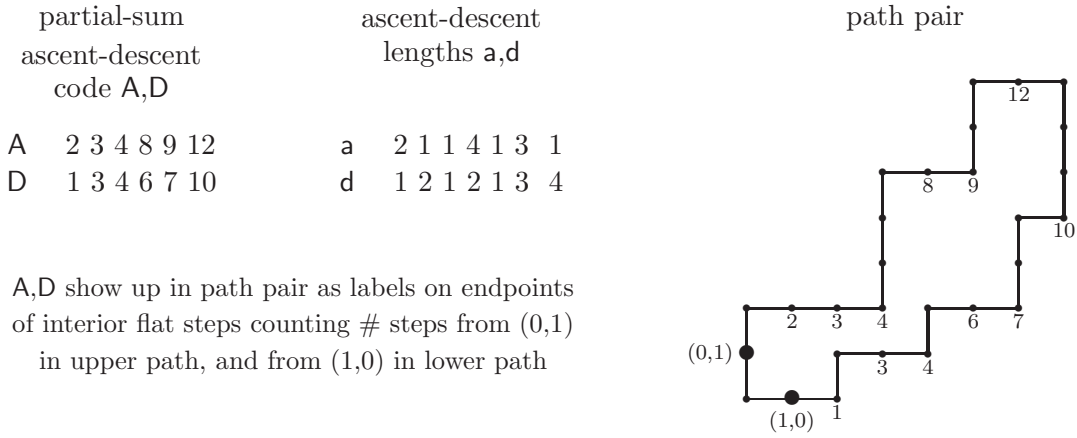 partial-sum
ascent-descent
code A,D
ascent-descent
lengths a,d
path pair
A 2 3 4 8 9 12
D 1 3 4 6 7 10
a 2 1 1 4 1 3 1
d 1 2 1 2 1 3 4
A,D show up in path pair as labels on endpoints
of interior flat steps counting # steps from (0,1)
in upper path, and from (1,0) in lower path
12
8 9
10
2 3 4 6 7
(0,1)
3 4
(1,0) 1